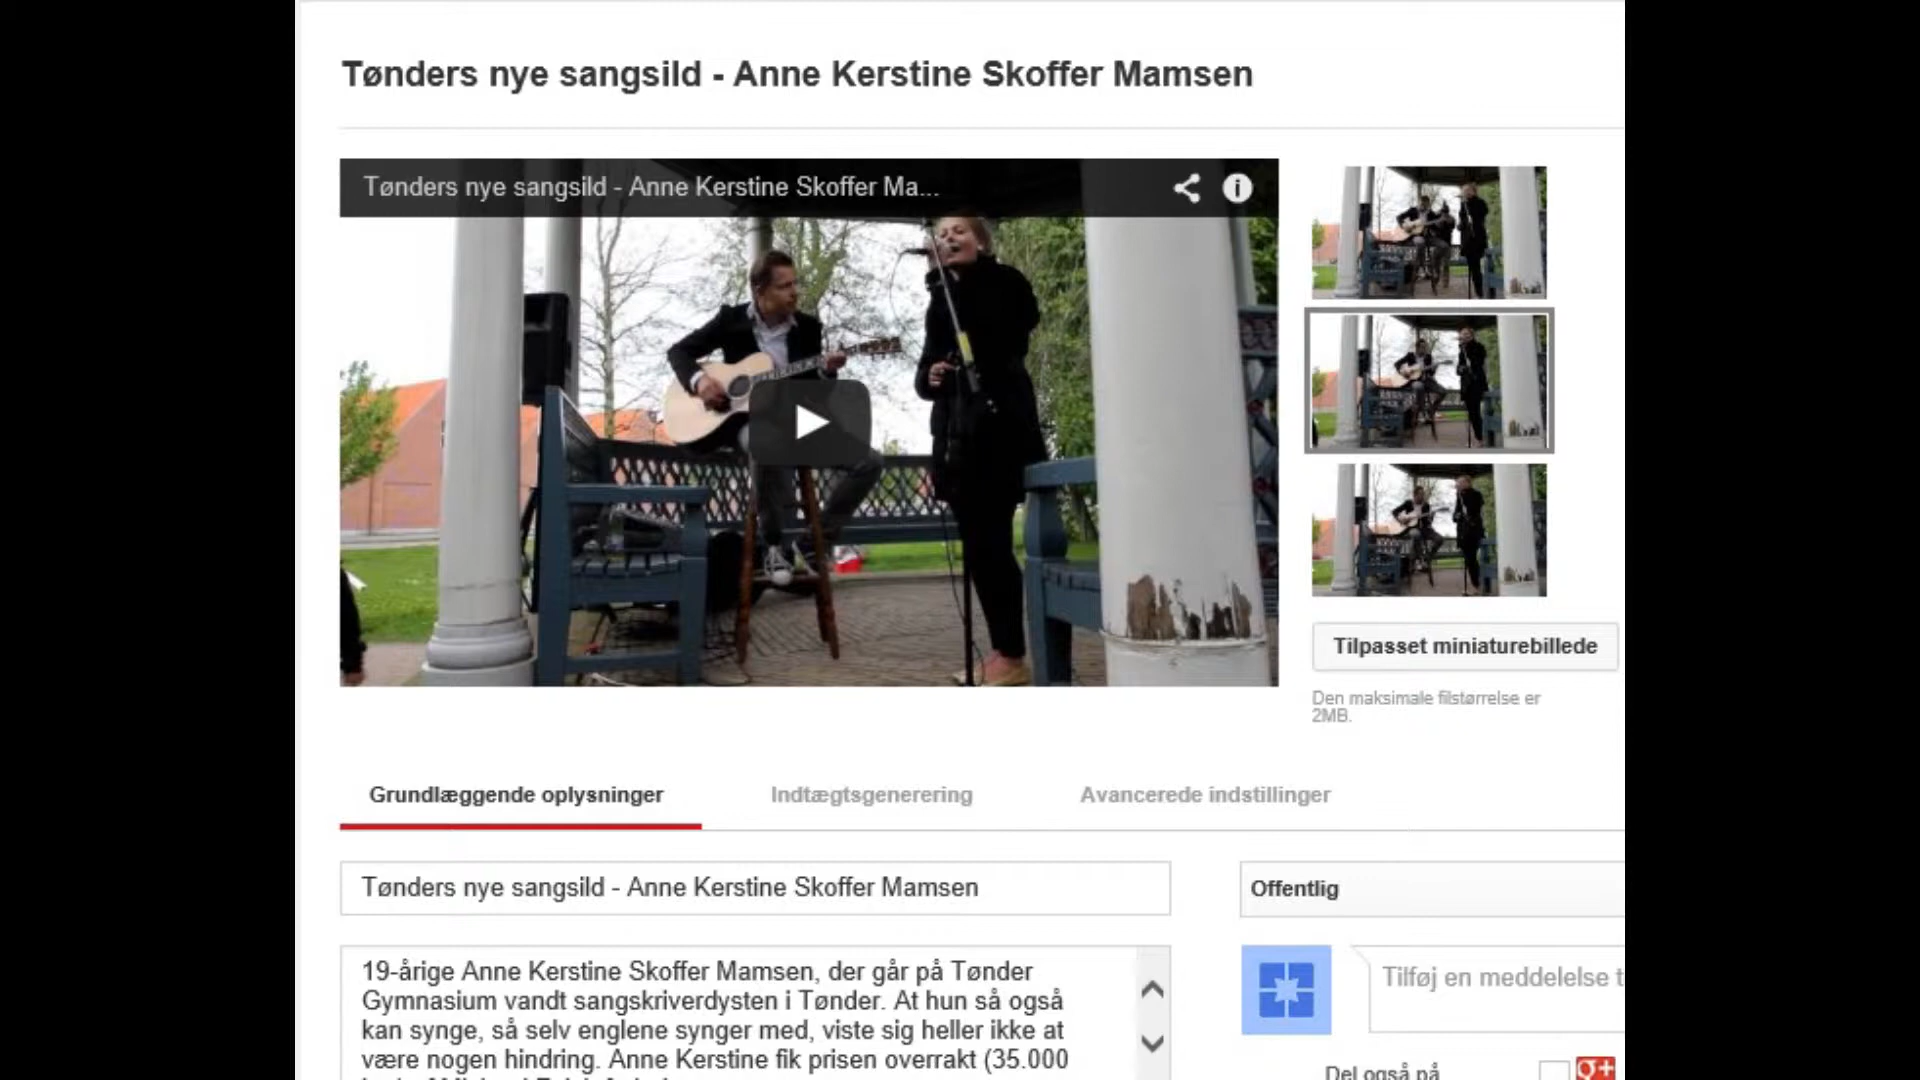 Tønders nye sangsild - Anne Kerstine Skoffer Mamsen
Tønders nye sangsild - Anne Kerstine Skoffer Ma...
Tilpasset miniaturebillede
Den maksimale filstørrelse er
2MB.
Grundlæggende oplysninger
Indtægtsgenerering
Avancerede indstillinger
Tønders nye sangsild - Anne Kerstine Skoffer Mamsen
Offentlig
19-årige Anne Kerstine Skoffer Mamsen, der går på Tønder
Gymnasium vandt sangskriverdysten i Tønder. At hun så også
kan synge, så selv englene synger med, viste sig heller ikke at
være nogen hindring. Anne Kerstine fik prisen overrakt (35.000
Tilføj en meddelelse t
Del også på
g+